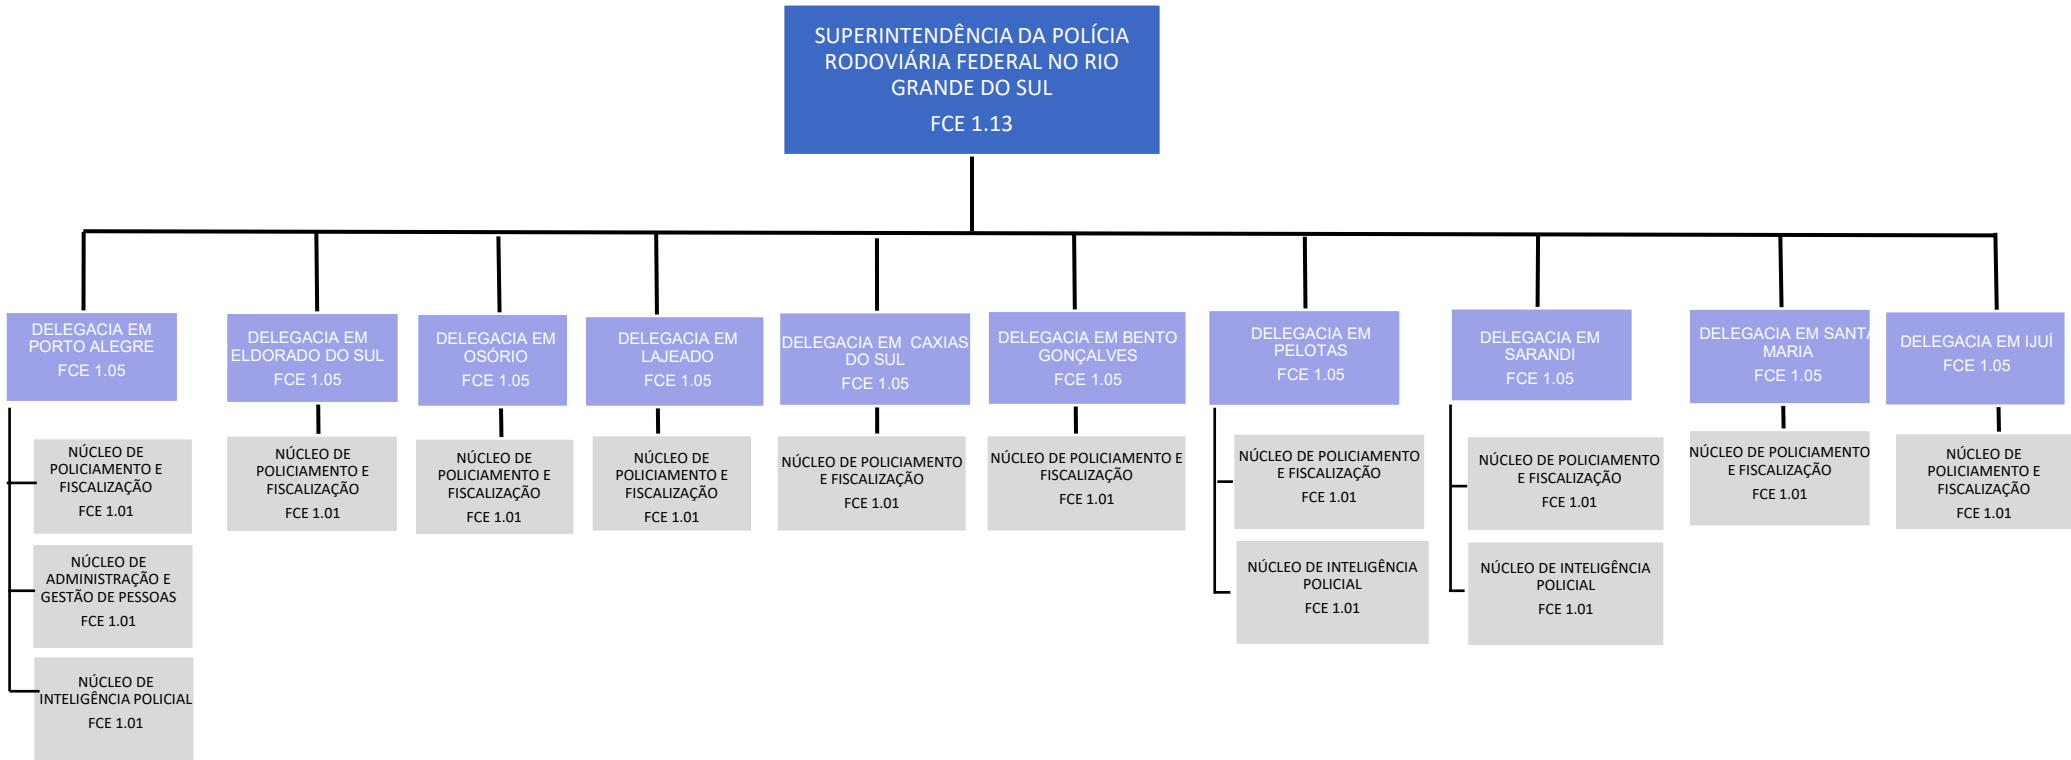 SUPERINTENDÊNCIA DA POLÍCIA
RODOVIÁRIA FEDERAL NO RIO
GRANDE DO SUL
FCE 1.13
DELEGACIA EM
PORTO ALEGRE
FCE 1.05
NÚCLEO DE
POLICIAMENTO E
FISCALIZAÇÃO
FCE 1.01
NÚCLEO DE
ADMINISTRAÇÃO E
GESTÃO DE PESSOAS
FCE 1.01
NÚCLEO DE
INTELIGÊNCIA POLICIAL
FCE 1.01
DELEGACIA EM
ELDORADO DO SUL
FCE 1.05
NÚCLEO DE
POLICIAMENTO E
FISCALIZAÇÃO
FCE 1.01
DELEGACIA EM
OSÓRIO
FCE 1.05
NÚCLEO DE
POLICIAMENTO E
FISCALIZAÇÃO
FCE 1.01
DELEGACIA EM
LAJEADO
FCE 1.05
NÚCLEO DE
POLICIAMENTO E
FISCALIZAÇÃO
FCE 1.01
DELEGACIA EM CAXIAS
DO SUL
FCE 1.05
NÚCLEO DE POLICIAMENTO
E FISCALIZAÇÃO
FCE 1.01
DELEGACIA EM BENTO
GONÇALVES
FCE 1.05
NÚCLEO DE POLICIAMENTO E
FISCALIZAÇÃO
FCE 1.01
DELEGACIA EM
PELOTAS
FCE 1.05
NÚCLEO DE POLICIAMENTO
E FISCALIZAÇÃO
FCE 1.01
NÚCLEO DE INTELIGÊNCIA
POLICIAL
FCE 1.01
DELEGACIA EM
SARANDI
FCE 1.05
NÚCLEO DE POLICIAMENTO
E FISCALIZAÇÃO
FCE 1.01
NÚCLEO DE INTELIGÊNCIA
POLICIAL
FCE 1.01
DELEGACIA EM SANTA
MARIA
FCE 1.05
NÚCLEO DE POLICIAMENTO
E FISCALIZAÇÃO
FCE 1.01
DELEGACIA EM IJUÍ
FCE 1.05
NÚCLEO DE
POLICIAMENTO E
FISCALIZAÇÃO
FCE 1.01